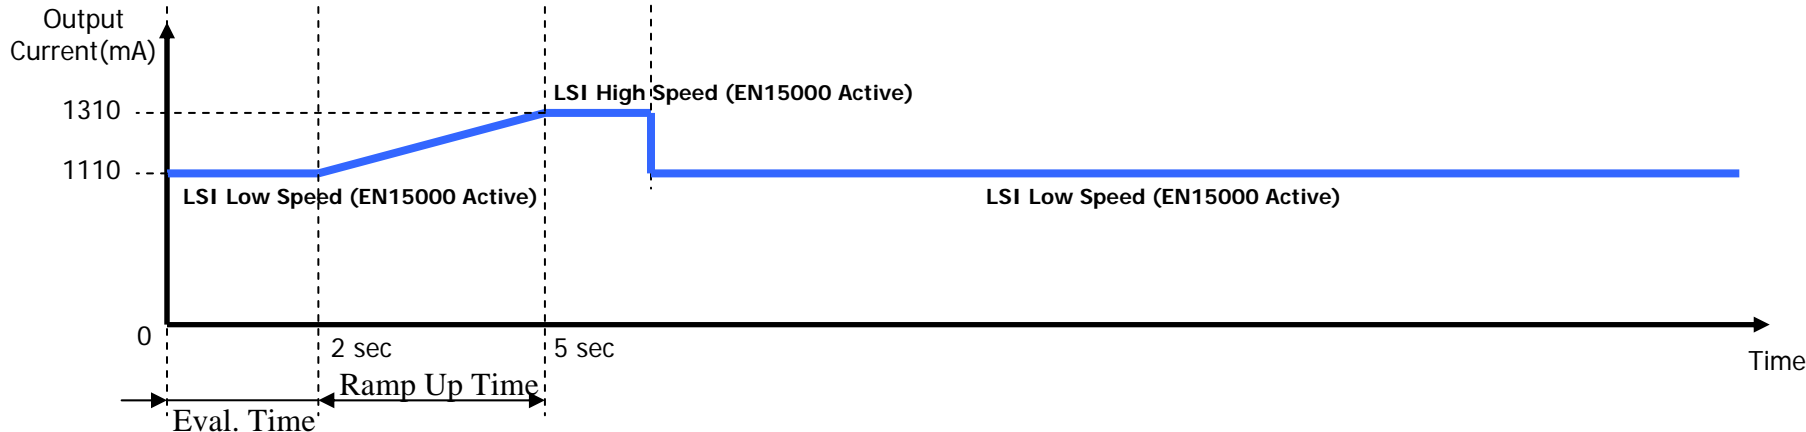 Output
Current(mA)
LSI High Speed (EN15000 Active)
1310
1110
LSI Low Speed (EN15000 Active)
LSI Low Speed (EN15000 Active)
0
2 sec
5 sec
Time
Ramp Up Time
Eval. Time